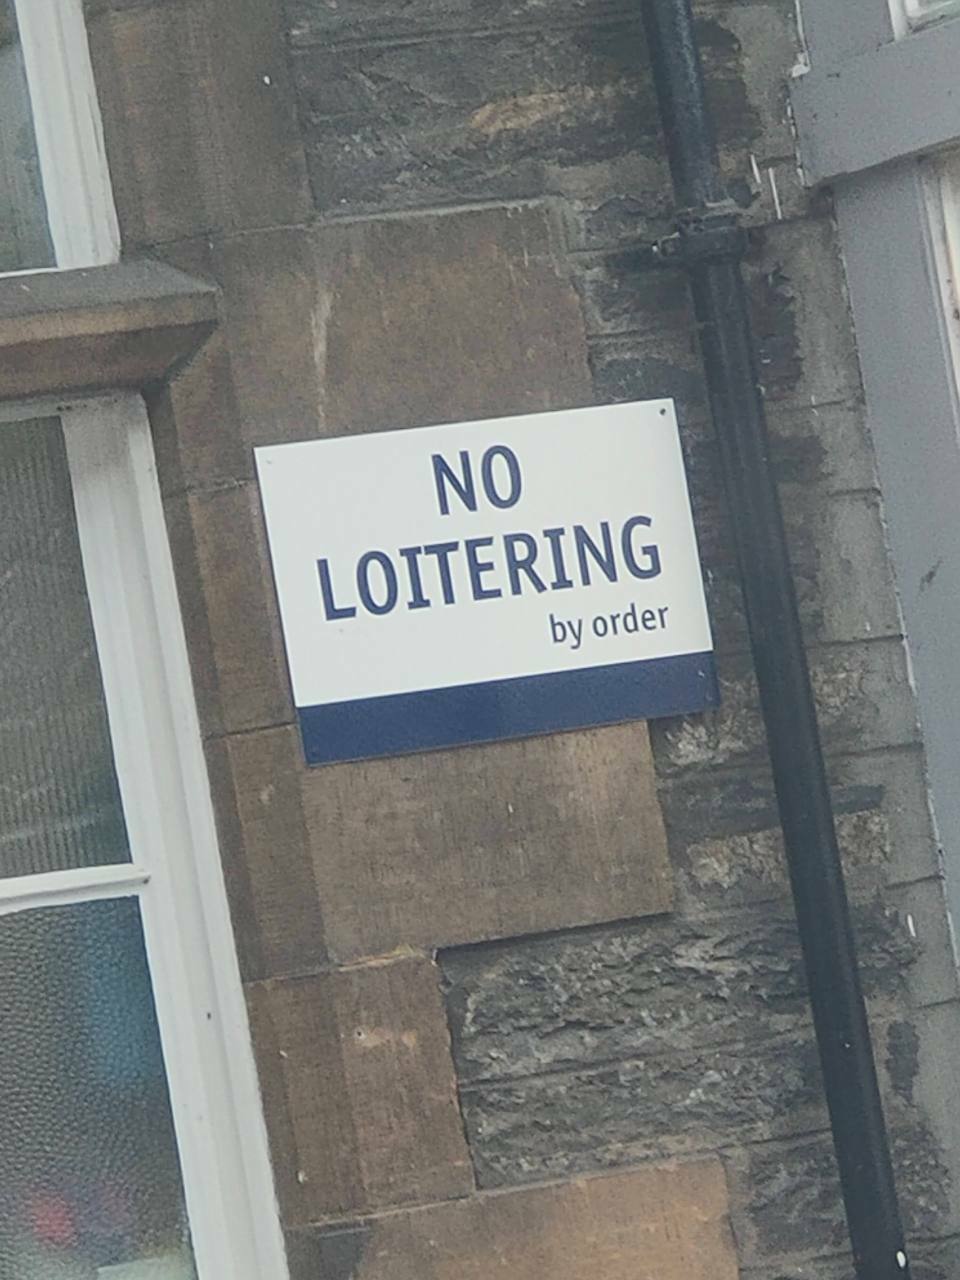 NO
LOITERING
by order